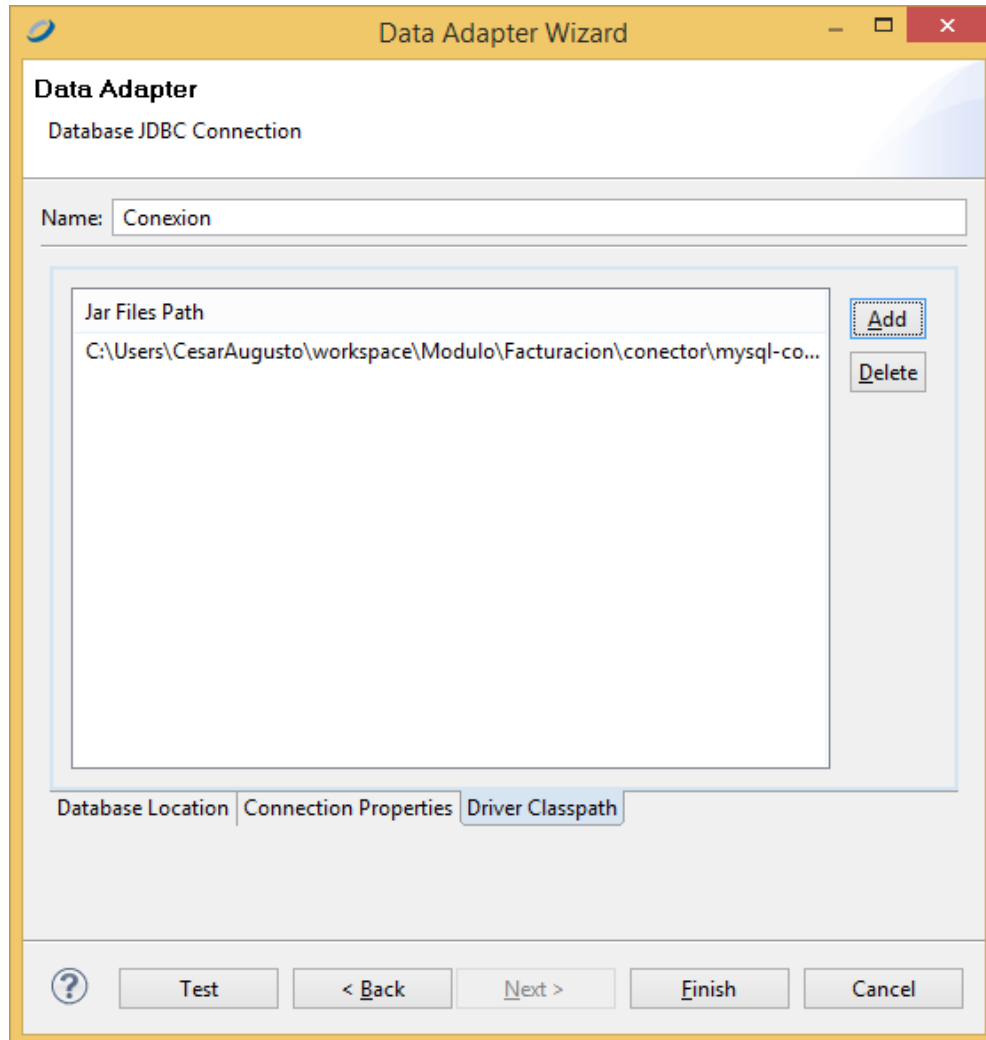 Data Adapter Wizard
Data Adapter
Database JDBC Connection
Name: Conexion
Jar Files Path
C:\Users\CesarAugusto\workspace\Modulo\Facturacion\conector\mysql-co...
Add
Delete
Database Location Connection Properties Driver Classpath
? Test < Back Next > Finish Cancel